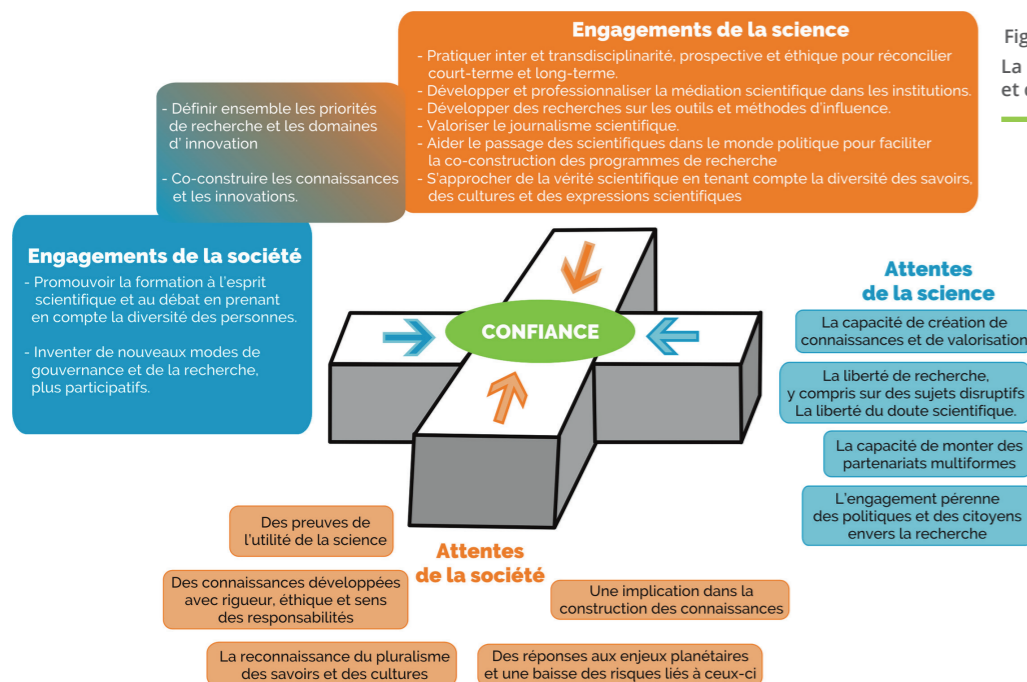 Engagements de la science
- Pratiquer inter et transdisciplinarité, prospective et éthique pour réconcilier
court-terme et long-terme.
- Développer et professionnaliser la médiation scientifique dans les institutions.
- Développer des recherches sur les outils et méthodes d'influence.
- Valoriser le journalisme scientifique.
- Aider le passage des scientifiques dans le monde politique pour faciliter
la co-construction des programmes de recherche
- S'approcher de la vérité scientifique en tenant compte la diversité des savoirs,
des cultures et des expressions scientifiques
Fig
La
et
- Définir ensemble les priorités
de recherche et les domaines
d' innovation
- Co-construire les connaissances
et les innovations.
Engagements de la société
- Promouvoir la formation à l'esprit
scientifique et au débat en prenant
en compte la diversité des personnes.
- Inventer de nouveaux modes de
gouvernance et de la recherche,
plus participatifs.
CONFIANCE
Attentes
de la science
La capacité de création de
connaissances et de valorisation
La liberté de recherche,
y compris sur des sujets disruptifs
La liberté du doute scientifique.
La capacité de monter des
partenariats multiformes
L'engagement pérenne
des politiques et des citoyens
envers la recherche
Attentes
de la société
Des preuves de
l'utilité de la science
Des connaissances développées
avec rigueur, éthique et sens
des responsabilités
Une implication dans la
construction des connaissances
La reconnaissance du pluralisme
des savoirs et des cultures
Des réponses aux enjeux planétaires
et une baisse des risques liés à ceux-ci